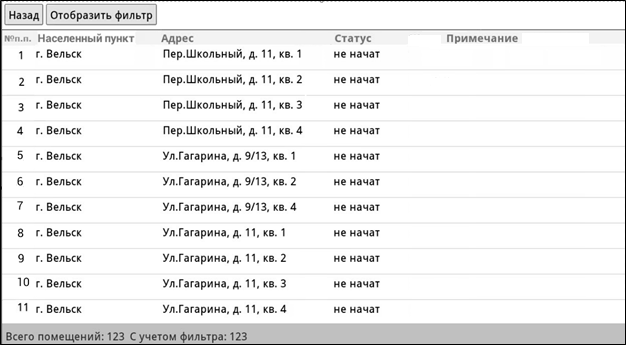 Назад Отобразить фильтр
№п.п. Населенный пункт Адрес Статус Примечание
1 г. Вельск Пер.Школьный, д. 11, кв. 1 не начат
2 г. Вельск Пер.Школьный, д. 11, кв. 2 не начат
3 г. Вельск Пер.Школьный, д. 11, кв. 3 не начат
4 г. Вельск Пер.Школьный, д. 11, кв. 4 не начат
5 г. Вельск Ул.Гагарина, д. 9/13, кв. 1 не начат
6 г. Вельск Ул.Гагарина, д. 9/13, кв. 2 не начат
7 г. Вельск Ул.Гагарина, д. 9/13, кв. 4 не начат
8 г. Вельск Ул.Гагарина, д. 11, кв. 1 не начат
9 г. Вельск Ул.Гагарина, д. 11, кв. 2 не начат
10 г. Вельск Ул.Гагарина, д. 11, кв. 3 не начат
11 г. Вельск Ул.Гагарина, д. 11, кв. 4 не начат
Всего помещений: 123 С учетом фильтра: 123